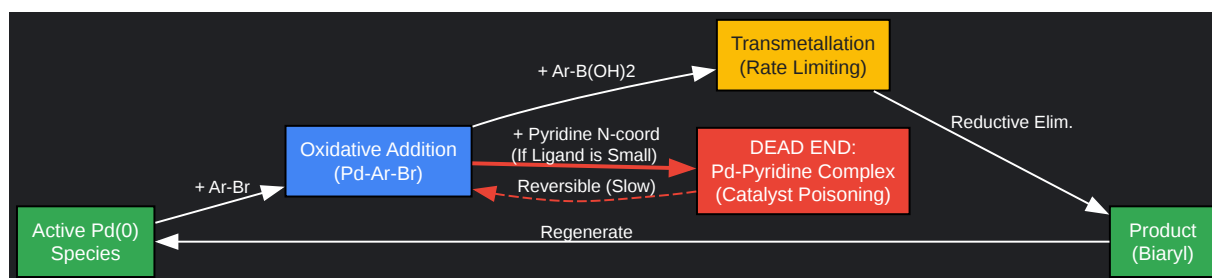 Transmetallation
(Rate Limiting)
+ Ar-B(OH)2
Reductive Elim.
+ Pyridine N-coord
(If Ligand is Small)
DEAD END:
Pd-Pyridine Complex
(Catalyst Poisoning)
Oxidative Addition
(Pd-Ar-Br)
Reversible (Slow)
+ Ar-Br
Active Pd(0)
Species
Regenerate
Product
(Biaryl)